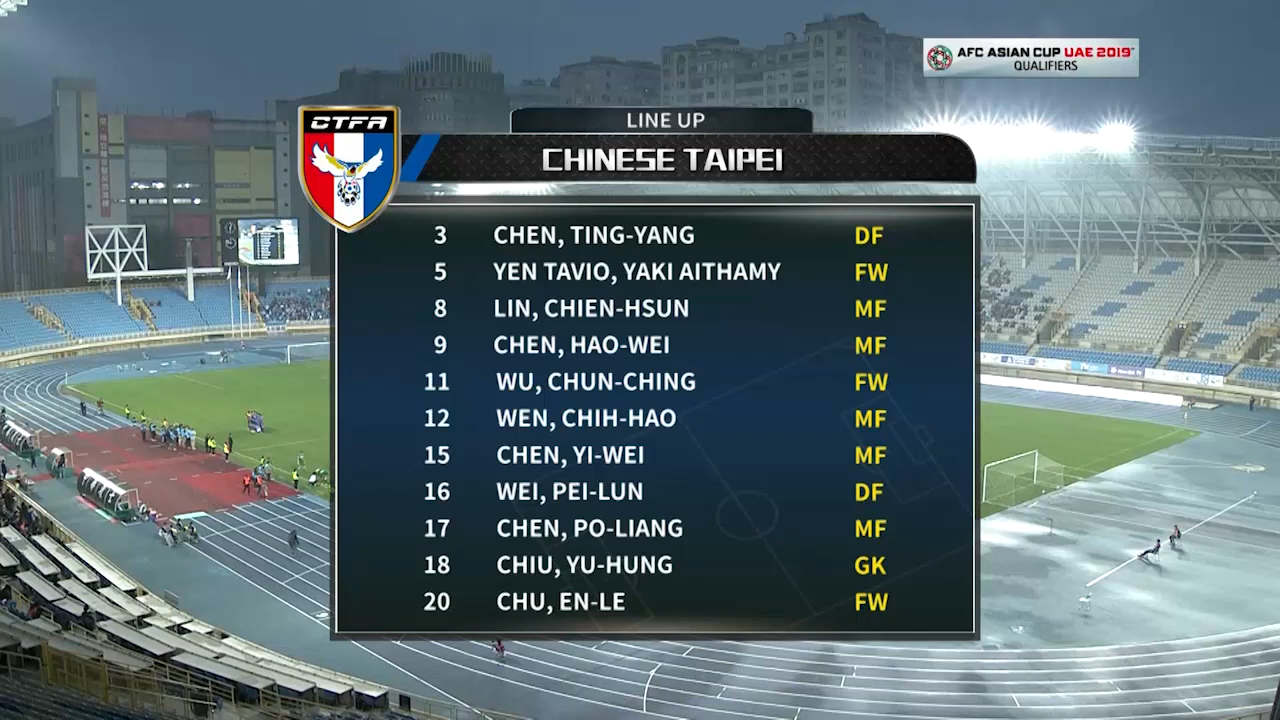 AFC ASIAN CUP UAE 2019
QUALIFIERS
CTFA
LINE UP
CHINESE TAIPEI
3 CHEN, TING-YANG DF
5 YEN TAVIO, YAKI AITHAMY FW
8 LIN, CHIEN-HSUN MF
9 CHEN, HAO-WEI MF
11 WU, CHUN-CHING FW
12 WEN, CHIH-HAO MF
15 CHEN, YI-WEI MF
16 WEI, PEI-LUN DF
17 CHEN, PO-LIANG MF
18 CHIU, YU-HUNG GK
20 CHU, EN-LE FW